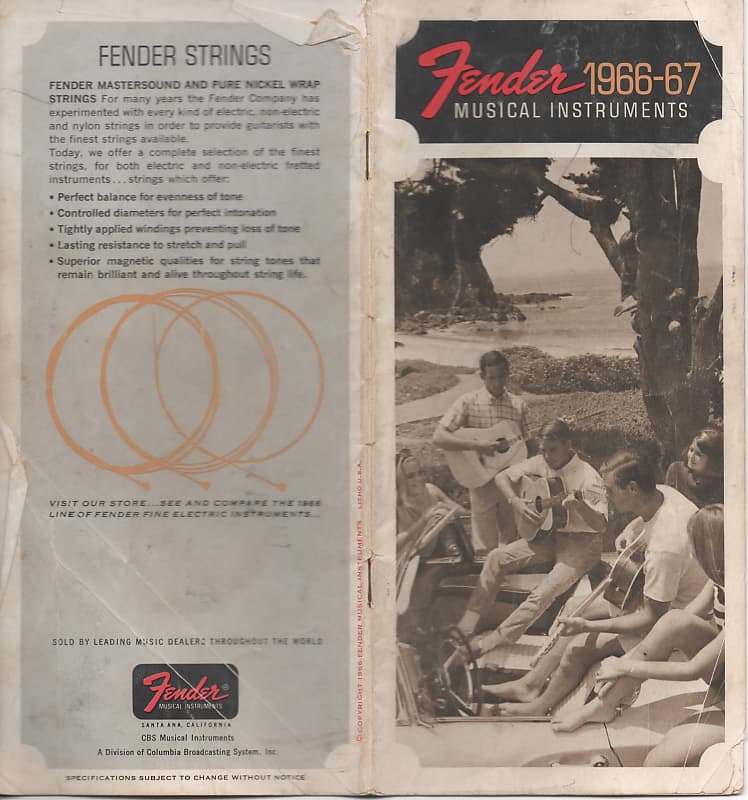 FENDER STRINGS
FENDER MASTERSOUND AND PURE NICKEL WRAP
STRINGS For many years the Fender Company has
experimented with every kind of electric, non-electric
and nylon strings in order to provide guitarists with
the finest strings available.
Today, we offer a complete selection of the finest
strings, for both electric and non-electric fretted
instruments...strings which offer:
• Perfect balance for evenness of tone
• Controlled diameters for perfect intonation
• Tightly applied windings preventing loss of tone
• Lasting resistance to stretch and pull
• Superior magnetic qualities for string tones that
remain brilliant and alive throughout string life.
VISIT OUR STORE...SEE AND COMPARE THE 1966
LINE OF FENDER FINE ELECTRIC INSTRUMENTS...
SOLD BY LEADING MUSIC DEALERS THROUGHOUT THE WORLD
Fender®
MUSICAL INSTRUMENTS
SANTA ANA, CALIFORNIA
CBS Musical Instruments
A Division of Columbia Broadcasting System, Inc.
SPECIFICATIONS SUBJECT TO CHANGE WITHOUT NOTICE
© COPYRIGHT 1966 FENDER MUSICAL INSTRUMENTS LITHO U.S.A.
Fender 1966-67
MUSICAL INSTRUMENTS